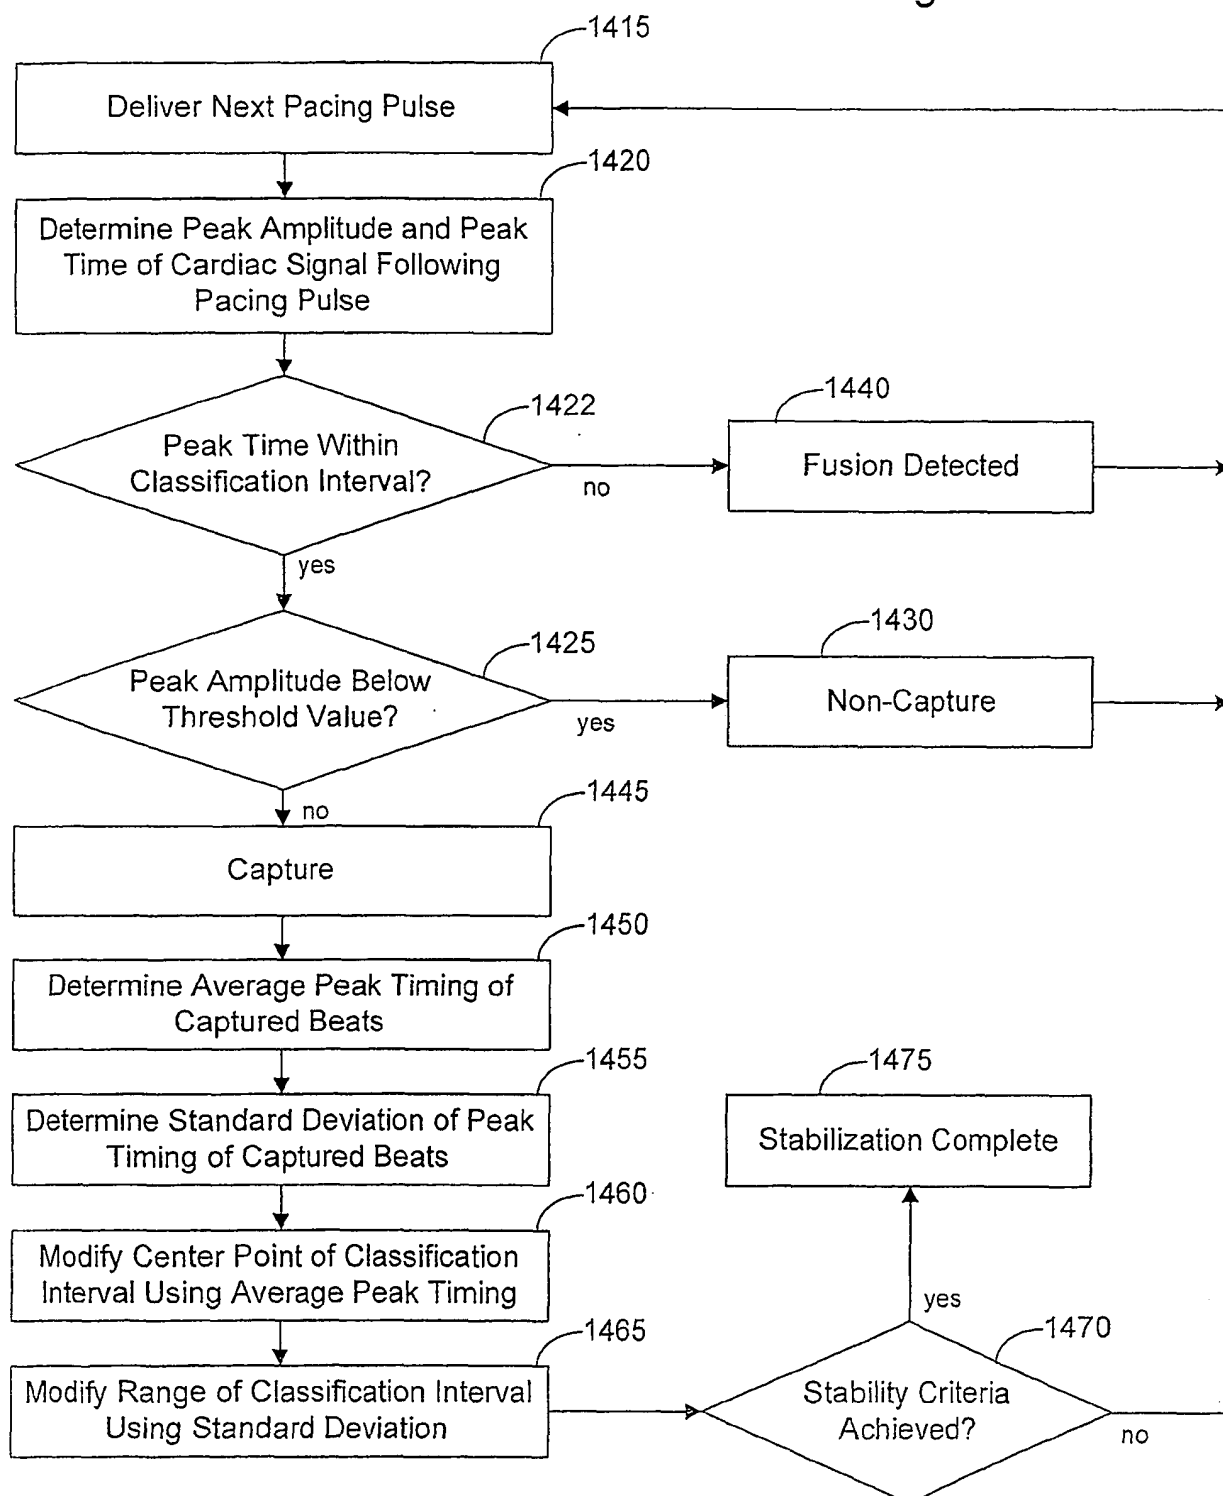 1415
Deliver Next Pacing Pulse
1420
Determine Peak Amplitude and Peak
Time of Cardiac Signal Following
Pacing Pulse
1422
Peak Time Within
Classification Interval?
no
1440
Fusion Detected
yes
1425
Peak Amplitude Below
Threshold Value?
yes
1430
Non-Capture
no
1445
Capture
1450
Determine Average Peak Timing of
Captured Beats
1455
Determine Standard Deviation of Peak
Timing of Captured Beats
1460
Modify Center Point of Classification
Interval Using Average Peak Timing
1465
Modify Range of Classification Interval
Using Standard Deviation
1475
Stabilization Complete
yes
1470
Stability Criteria
Achieved?
no